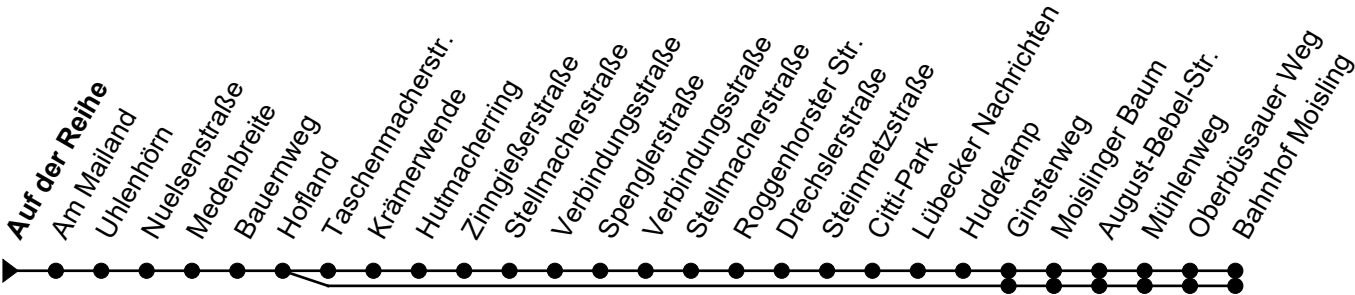 Auf der Reihe
Am Mailand
Uhlenhörn
Nuelsenstraße
Medenbreite
Bauernweg
Hofland
Taschenmacherstr.
Krämerwende
Hutmacherring
Zinngießerstraße
Stellmacherstraße
Verbindungsstraße
Spenglerstraße
Verbindungsstraße
Stellmacherstraße
Roggenhorster Str.
Drechslerstraße
Steinmetzstraße
Citti-Park
Lübecker Nachrichten
Hudekamp
Ginsterweg
Moislinger Baum
August-Bebel-Str.
Mühlenweg
Oberbüssauer Weg
Bahnhof Moisling